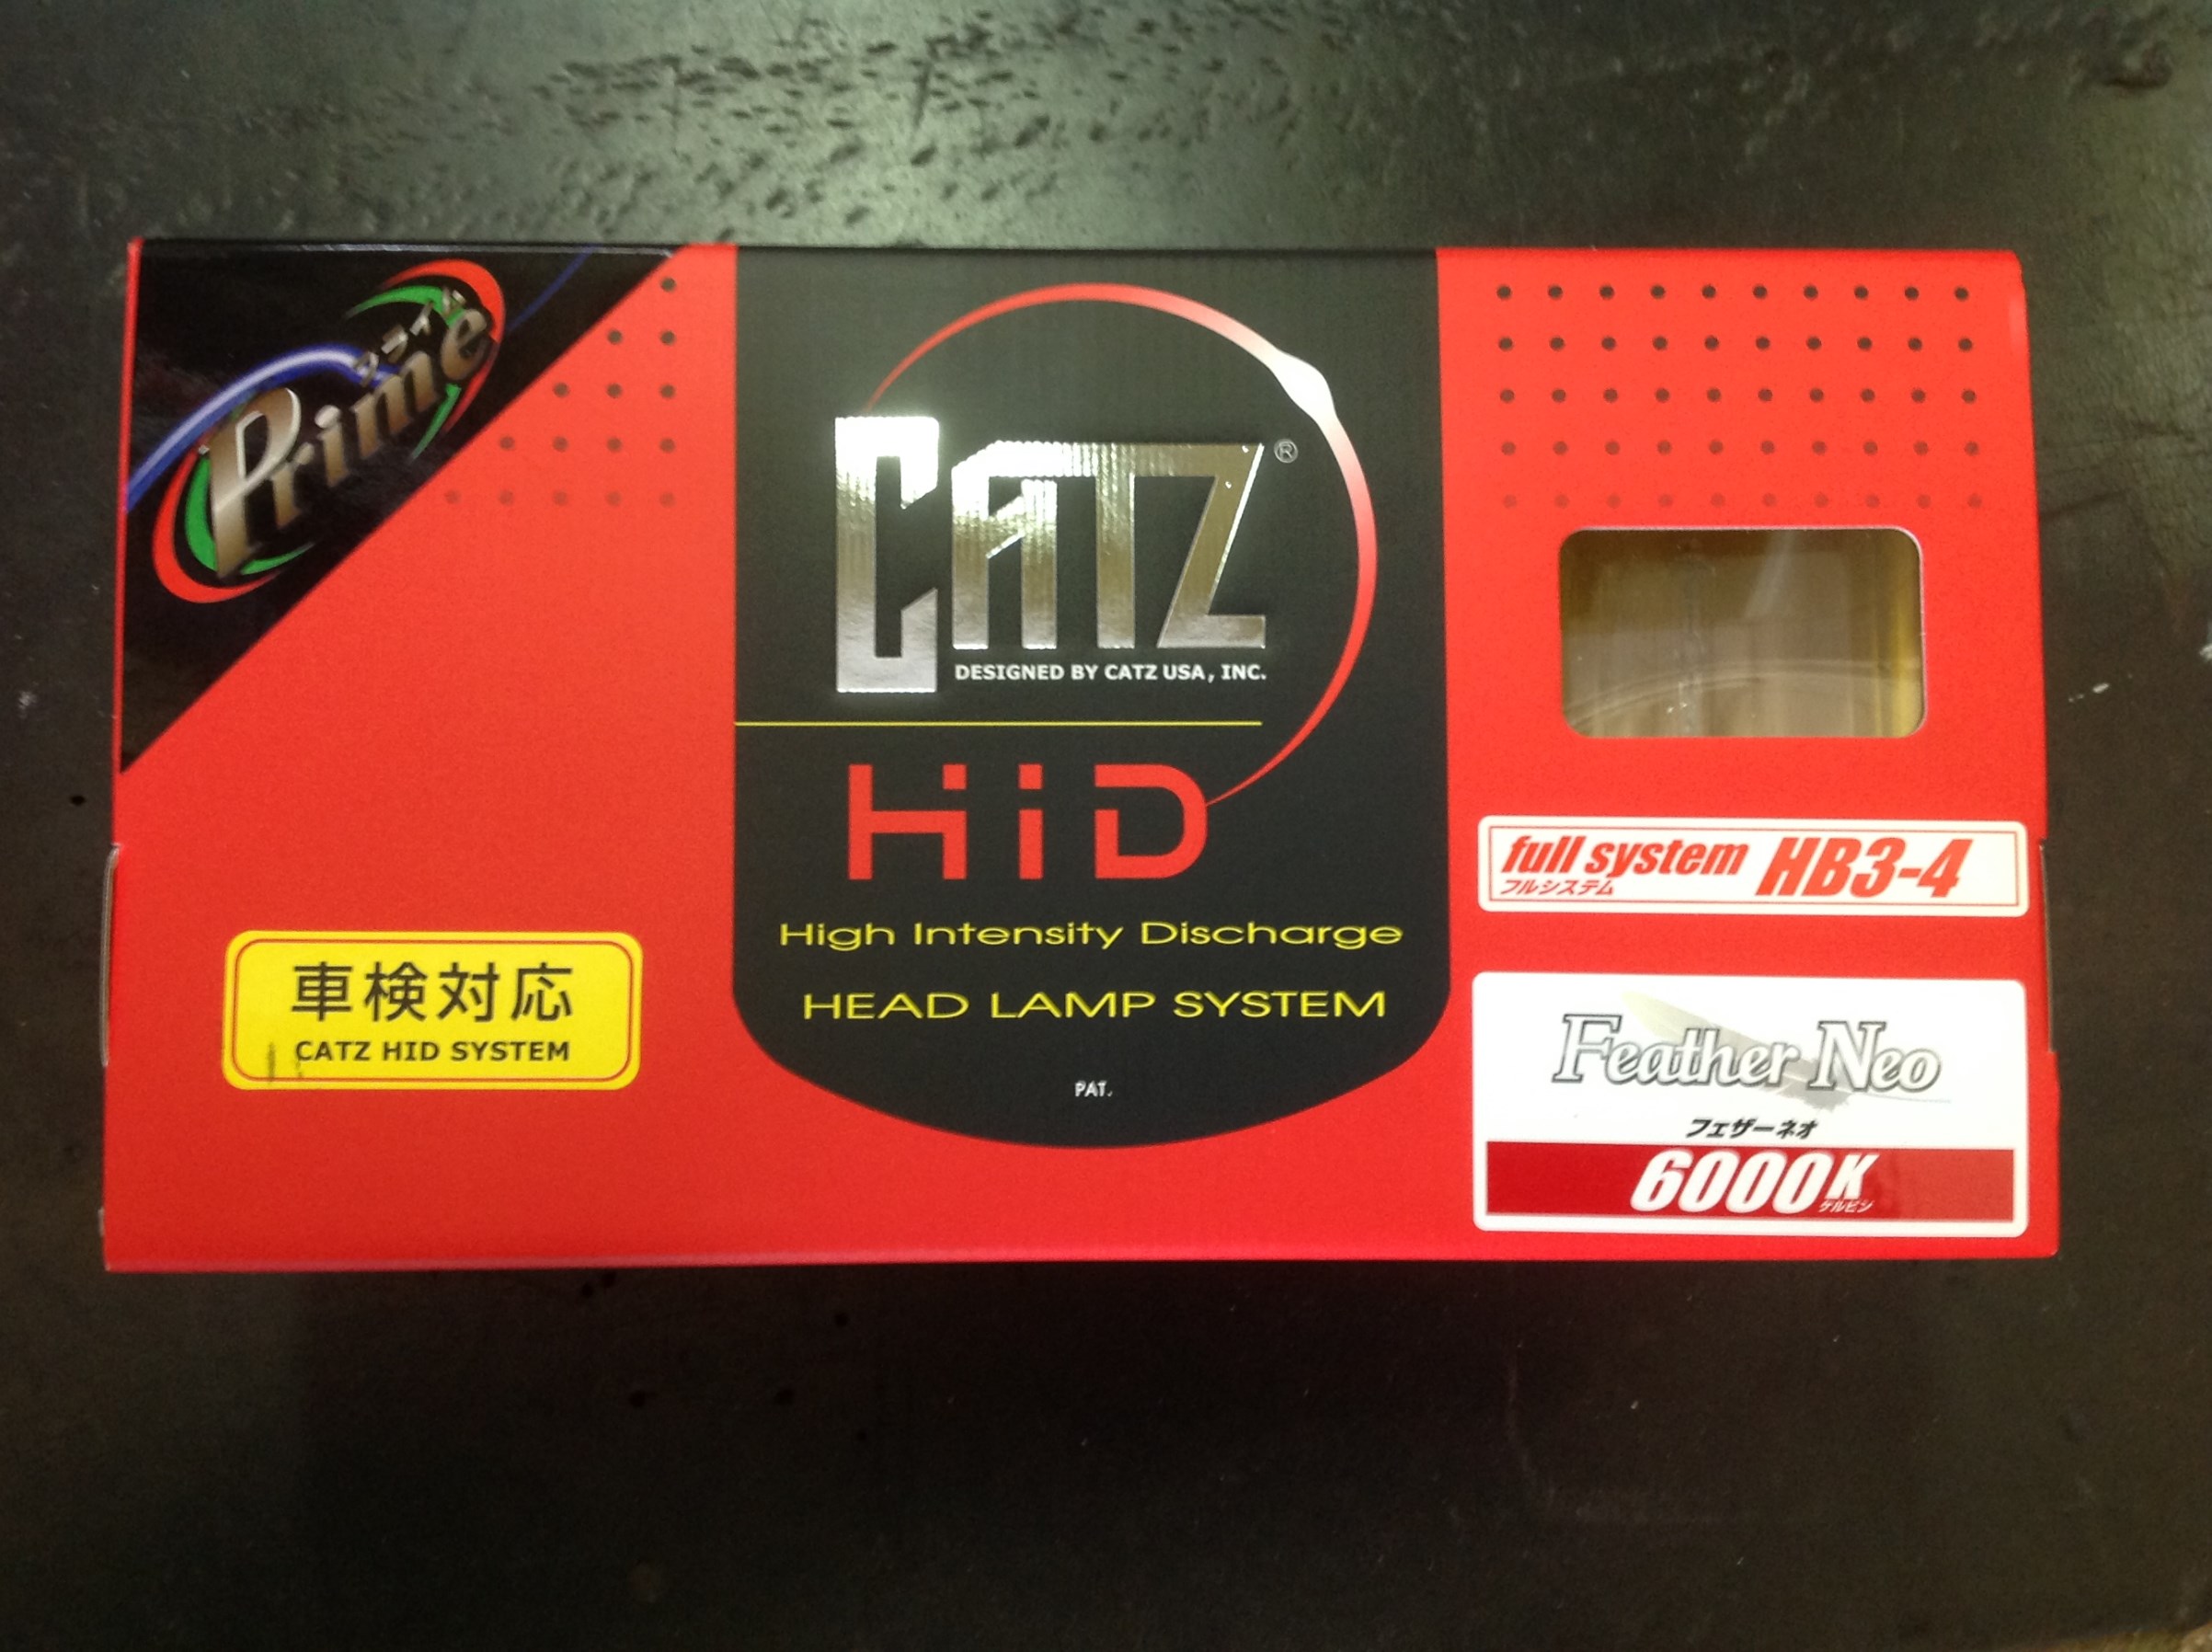 Prime
プライム
CATZ®
DESIGNED BY CATZ USA, INC.
HiD
High Intensity Discharge
HEAD LAMP SYSTEM
PAT.
車検対応
CATZ HID SYSTEM
full system HB3-4
フルシステム
Feather Neo
フェザーネオ
6000K
ケルビン